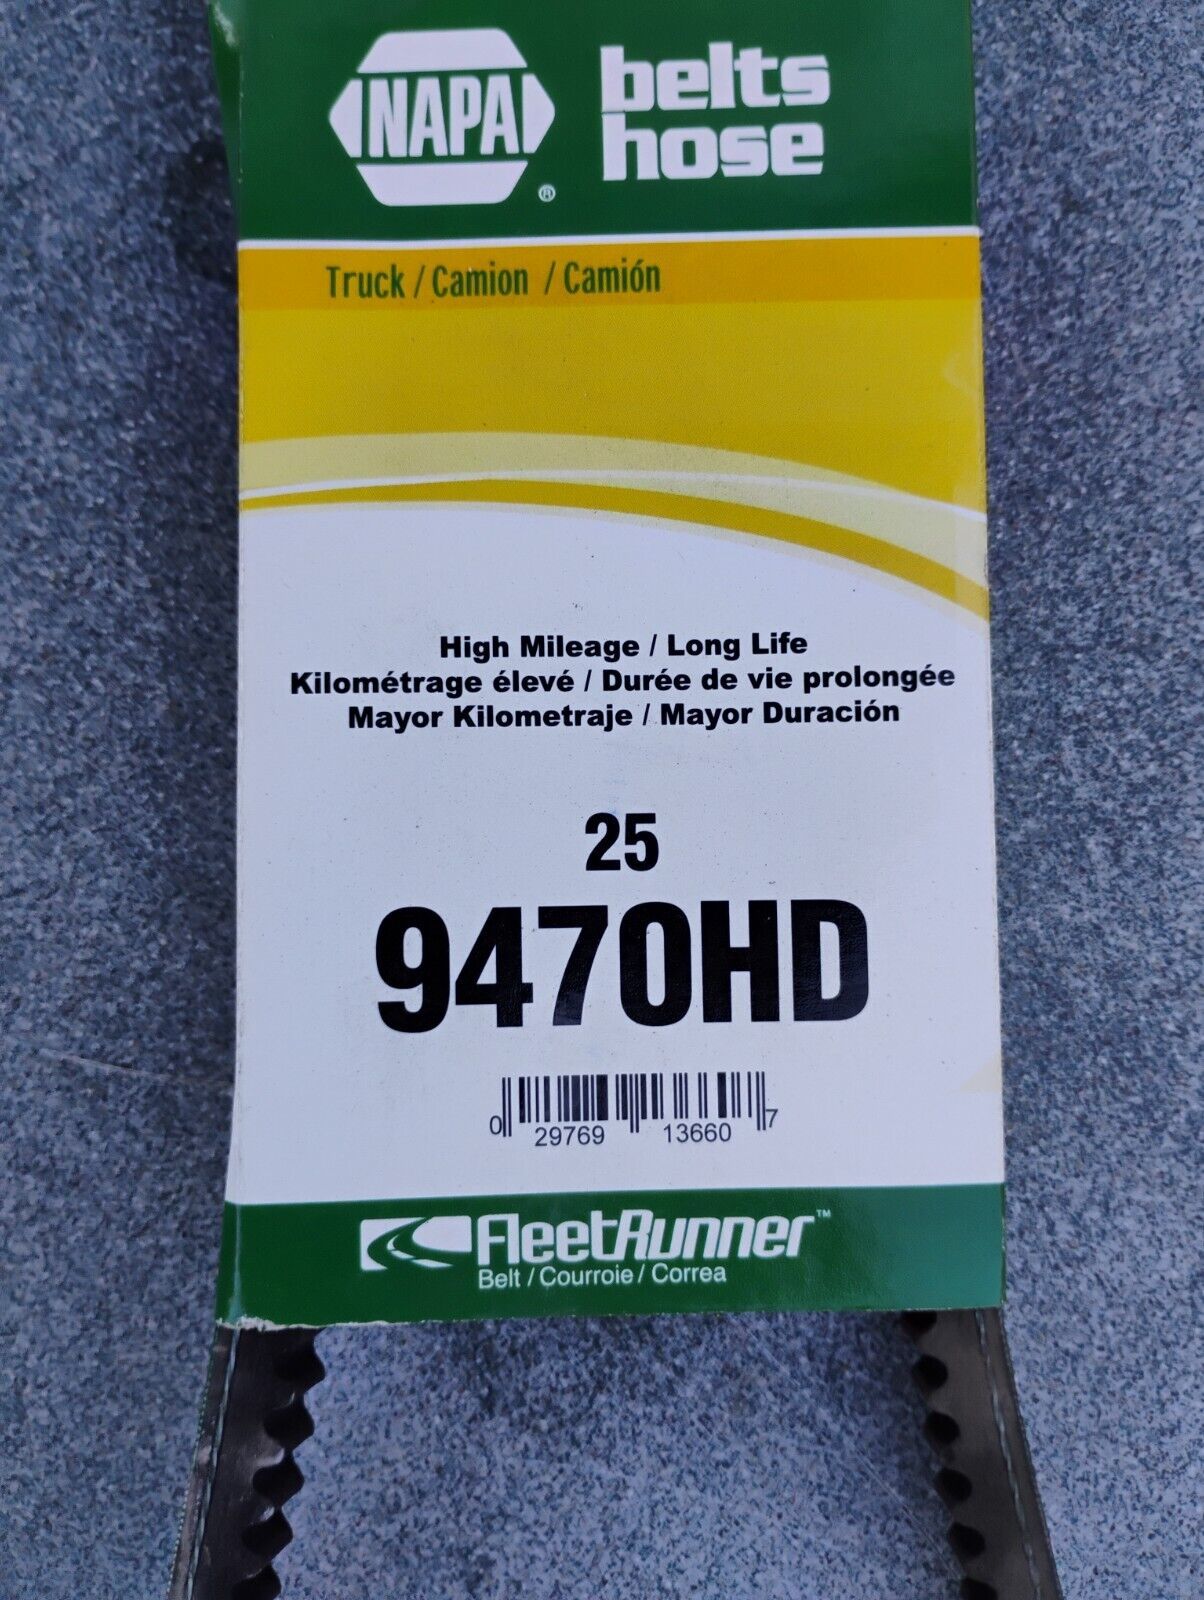 NAPA®
belts
hose
Truck / Camion / Camión
High Mileage / Long Life
Kilométrage élevé / Durée de vie prolongée
Mayor Kilometraje / Mayor Duración
25
9470HD
0 29769 13660 7
FleetRunner™
Belt / Courroie / Correa